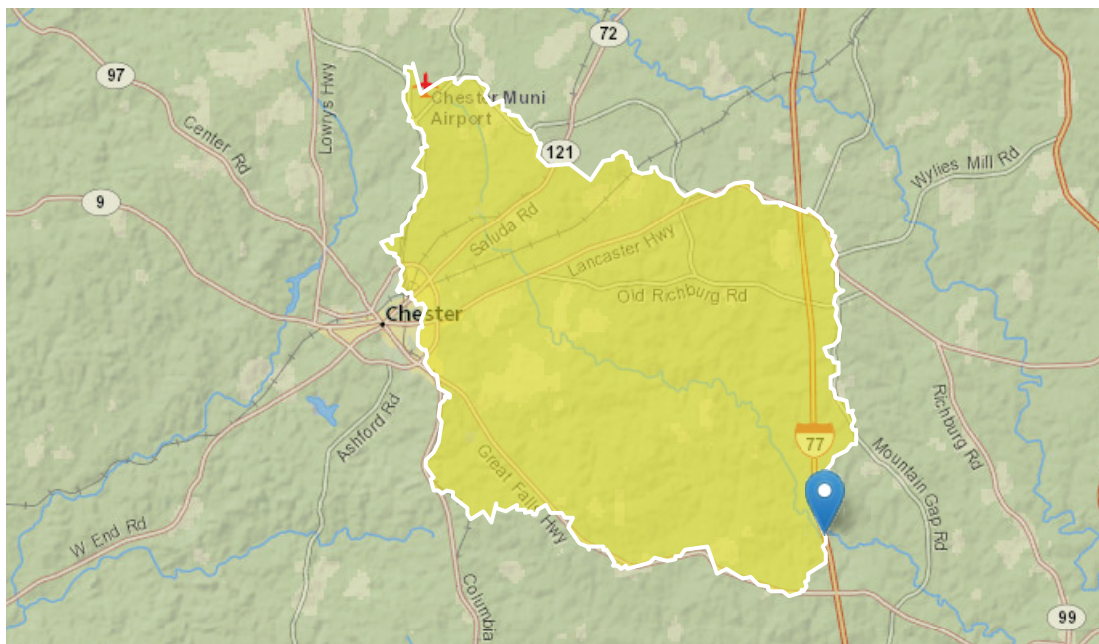 72
97
Lowrys Hwy
Center Rd
Chester Muni
Airport
121
Wylies Mill Rd
9
Saluda Rd
Lancaster Hwy
Old Richburg Rd
Chester
Ashford Rd
Richburg Rd
77
Mountain Gap Rd
Great Falls Hwy
W End Rd
Columbia
99